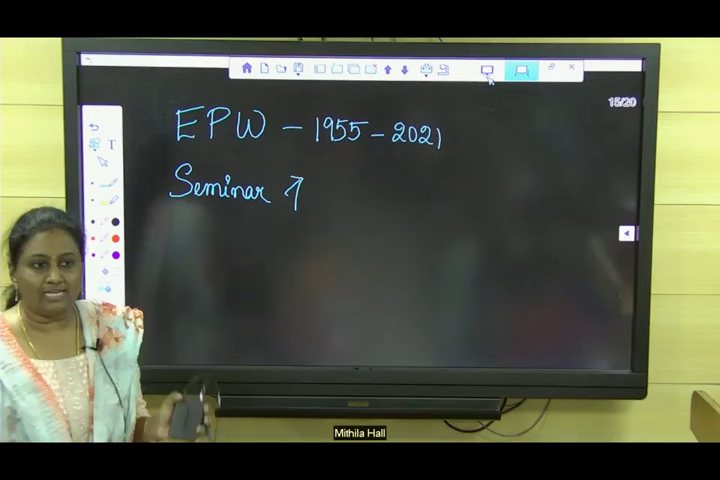 15/20
EPW - 1955 - 2021
Seminar ↑
T
Mithila Hall